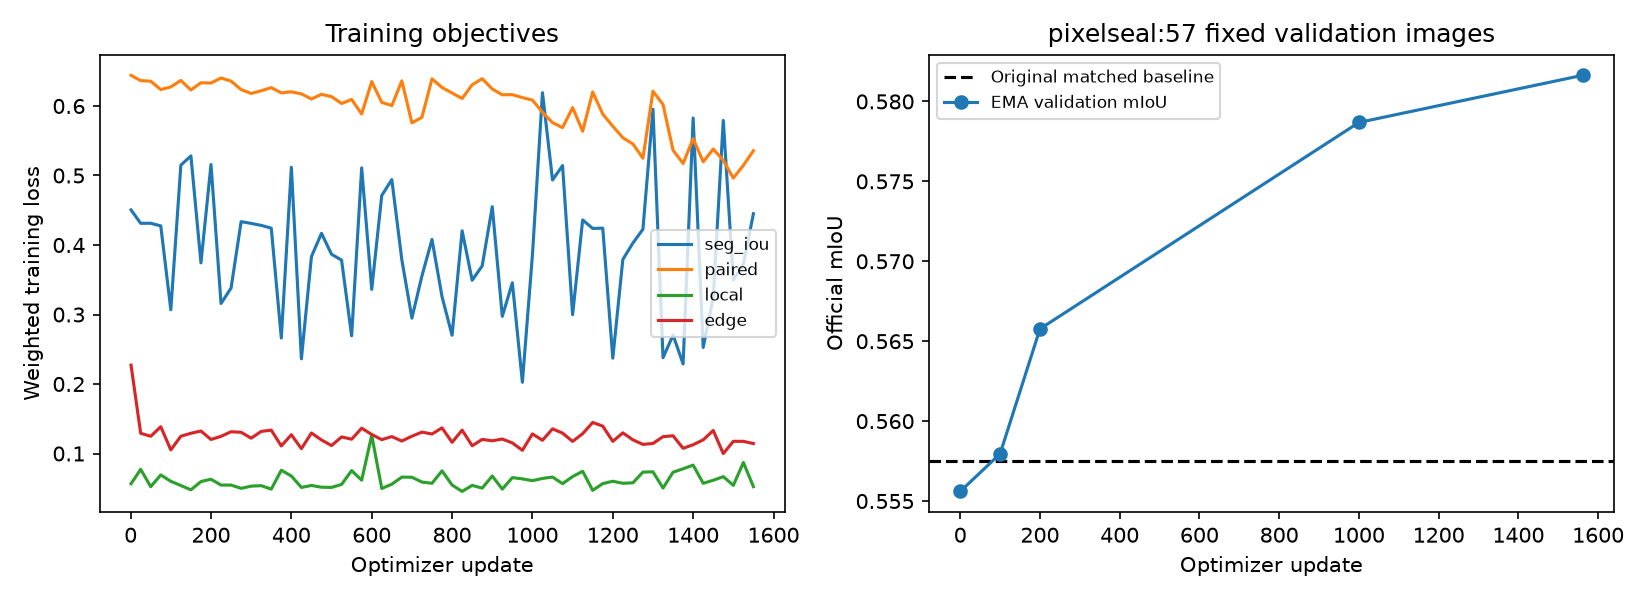 Training objectives
Weighted training loss
0.6
0.5
0.4
0.3
0.2
0.1
seg_iou
paired
local
edge
0 200 400 600 800 1000 1200 1400 1600
Optimizer update
pixelseal:57 fixed validation images
Official mIoU
Original matched baseline
EMA validation mIoU
0.580
0.575
0.570
0.565
0.560
0.555
0 200 400 600 800 1000 1200 1400 1600
Optimizer update